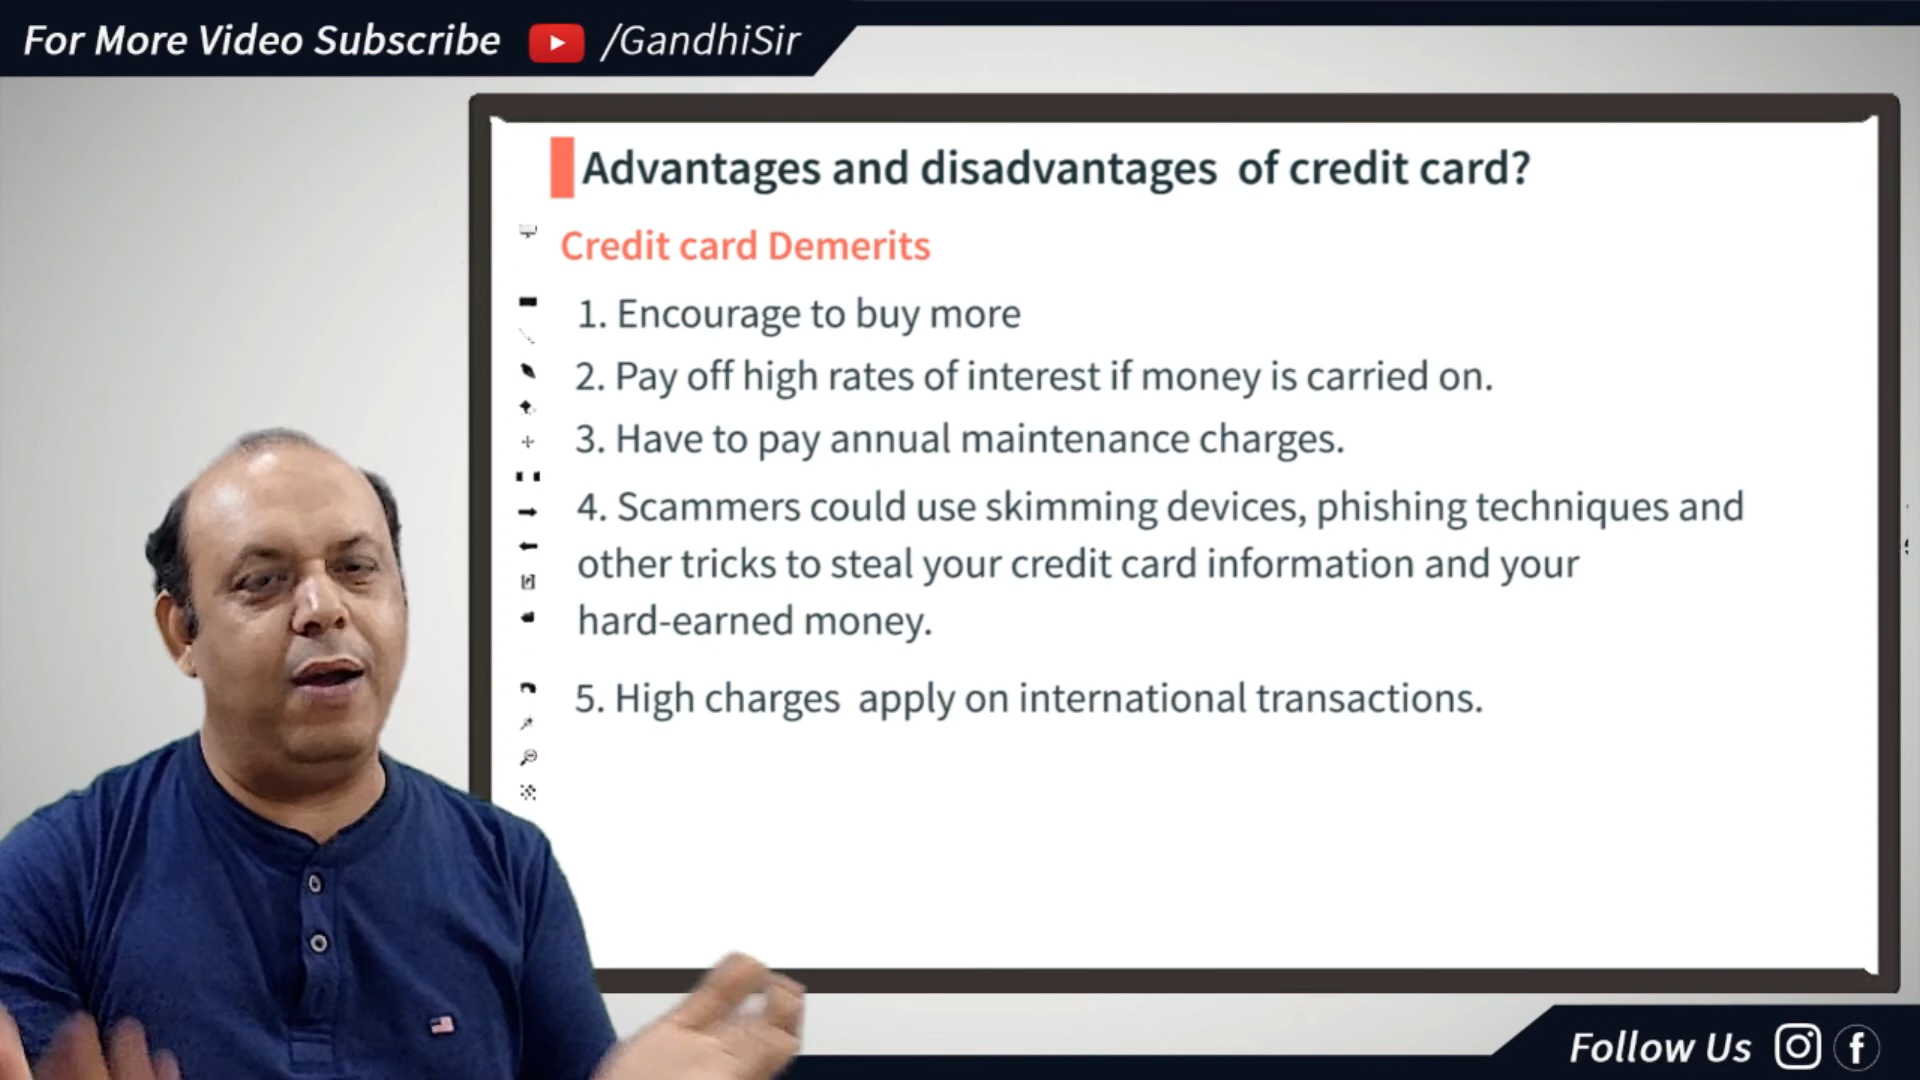 For More Video Subscribe /GandhiSir
Advantages and disadvantages of credit card?
Credit card Demerits
1. Encourage to buy more
2. Pay off high rates of interest if money is carried on.
3. Have to pay annual maintenance charges.
4. Scammers could use skimming devices, phishing techniques and
other tricks to steal your credit card information and your
hard-earned money.
5. High charges apply on international transactions.
Follow Us